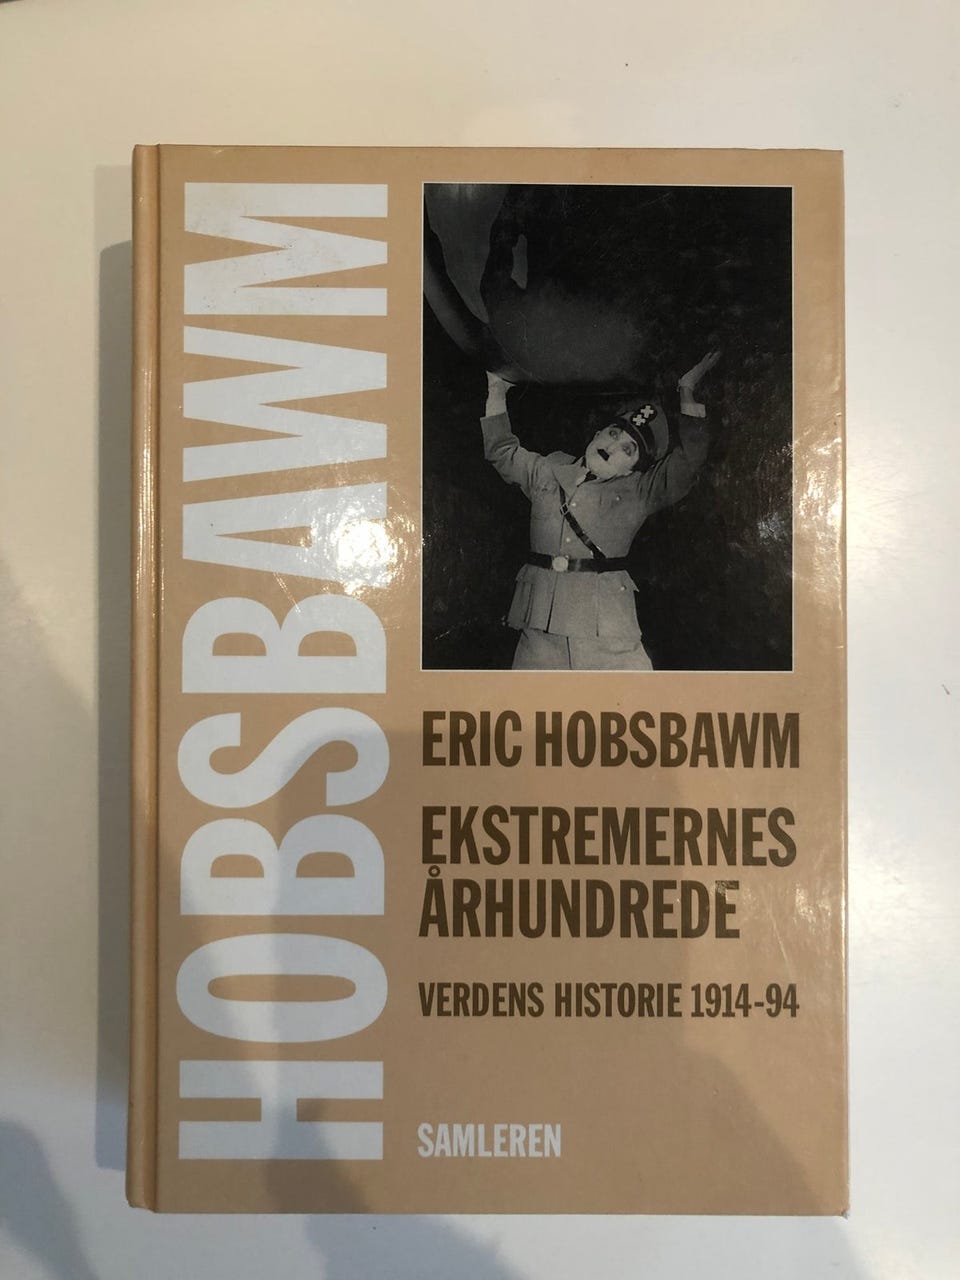 HOBSBAWM
ERIC HOBSBAWM
EKSTREMERNES
ÅRHUNDREDE
VERDENS HISTORIE 1914-94
SAMLEREN